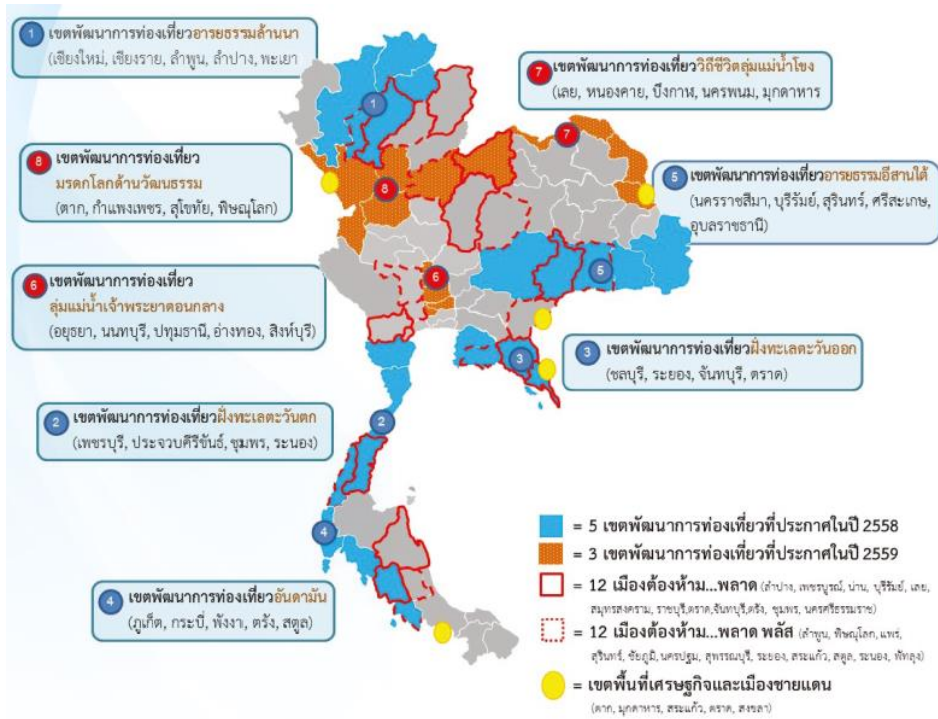 1 เขตพัฒนาการท่องเที่ยวอารยธรรมล้านนา
(เชียงใหม่, เชียงราย, ลำพูน, ลำปาง, พะเยา)
7 เขตพัฒนาการท่องเที่ยววิถีชีวิตลุ่มแม่น้ำโขง
(เลย, หนองคาย, บึงกาฬ, นครพนม, มุกดาหาร
8 เขตพัฒนาการท่องเที่ยว
มรดกโลกด้านวัฒนธรรม
(ตาก, กำแพงเพชร, สุโขทัย, พิษณุโลก)
5 เขตพัฒนาการท่องเที่ยวอารยธรรมอีสานใต้
(นครราชสีมา, บุรีรัมย์, สุรินทร์, ศรีสะเกษ,
อุบลราชธานี)
6 เขตพัฒนาการท่องเที่ยว
ลุ่มแม่น้ำเจ้าพระยาตอนกลาง
(อยุธยา, นนทบุรี, ปทุมธานี, อ่างทอง, สิงห์บุรี)
3 เขตพัฒนาการท่องเที่ยวฝั่งทะเลตะวันออก
(ชลบุรี, ระยอง, จันทบุรี, ตราด)
2 เขตพัฒนาการท่องเที่ยวฝั่งทะเลตะวันตก
(เพชรบุรี, ประจวบคีรีขันธ์, ชุมพร, ระนอง)
4 เขตพัฒนาการท่องเที่ยวอันดามัน
(ภูเก็ต, กระบี่, พังงา, ตรัง, สตูล)
1
7
8
5
6
3
2
4
= 5 เขตพัฒนาการท่องเที่ยวที่ประกาศในปี 2558
= 3 เขตพัฒนาการท่องเที่ยวที่ประกาศในปี 2559
= 12 เมืองต้องห้าม...พลาด (ลำปาง, เพชรบูรณ์, น่าน, บุรีรัมย์, เลย,
สมุทรสงคราม, ราชบุรี,ตราด,จันทบุรี,ตรัง, ชุมพร, นครศรีธรรมราช)
= 12 เมืองต้องห้าม...พลาด พลัส (ลำพูน, พิษณุโลก, แพร่,
สุรินทร์, ชัยภูมิ,นครปฐม, สุพรรณบุรี, ระยอง, สระแก้ว, สตูล, ระนอง, พัทลุง)
= เขตพื้นที่เศรษฐกิจและเมืองชายแดน
(ตาก, มุกดาหาร, สระแก้ว, ตราด, สงขลา)